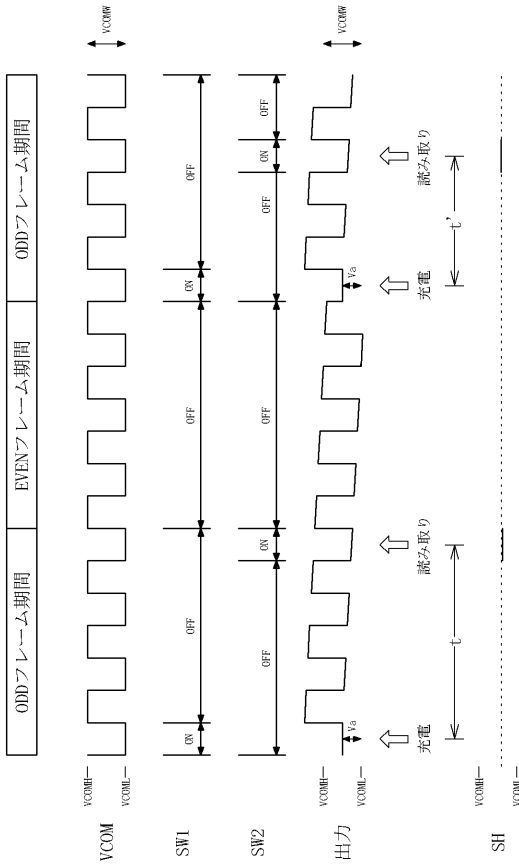 ODDフレーム期間 EVENフレーム期間 ODDフレーム期間
VCOM VCOMH VCOML VCOMW
SW1 ON OFF OFF ON OFF
SW2 OFF ON OFF OFF ON OFF
出力 VCOMH VCOML Va Va VCOMW
充電 読み取り 充電 読み取り
t t'
SH VCOMH VCOML